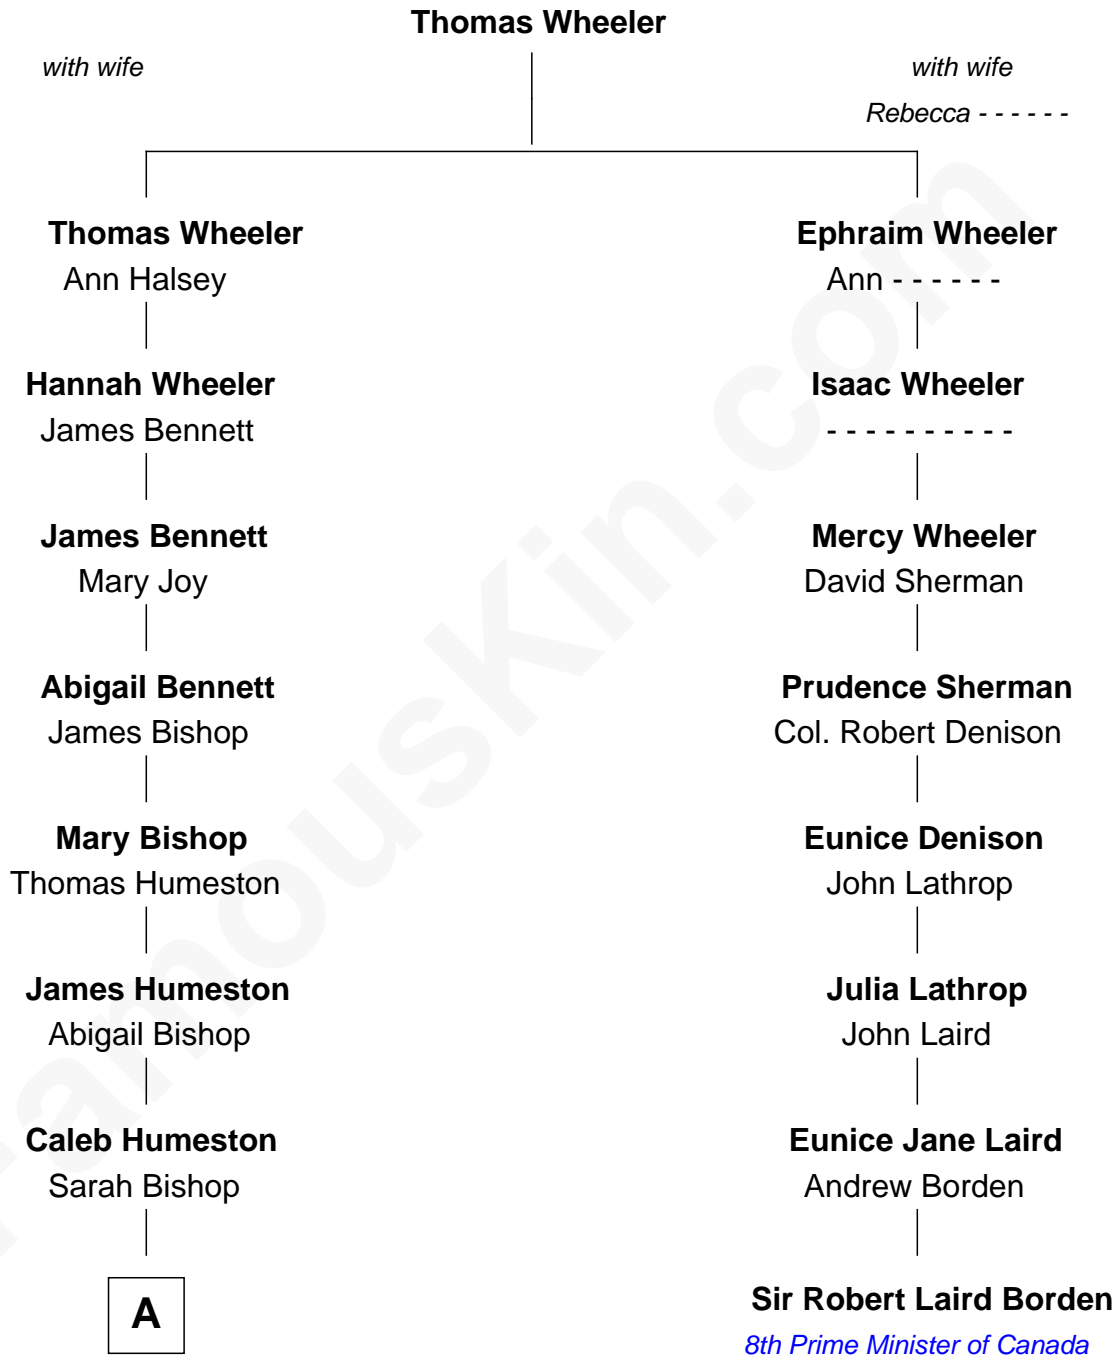 Thomas Wheeler
with wife
with wife
Rebecca - - - - - -
Thomas Wheeler
Ephraim Wheeler
Ann Halsey
Ann - - - - - -
Hannah Wheeler
Isaac Wheeler
James Bennett
- - - - - - - - - -
James Bennett
Mercy Wheeler
Mary Joy
David Sherman
Abigail Bennett
Prudence Sherman
James Bishop
Col. Robert Denison
Mary Bishop
Eunice Denison
Thomas Humeston
John Lathrop
James Humeston
Julia Lathrop
Abigail Bishop
John Laird
Caleb Humeston
Eunice Jane Laird
Sarah Bishop
Andrew Borden
A
Sir Robert Laird Borden
8th Prime Minister of Canada
FamousKin.com